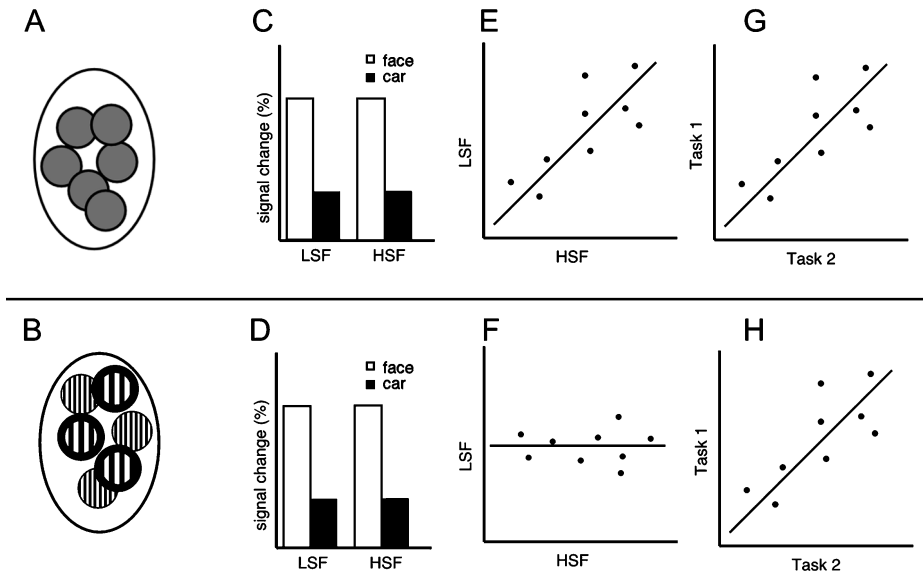 A
C
E
G
face
car
signal change (%)
LSF
HSF
LSF
HSF
Task 1
Task 2
B
D
F
H
face
car
signal change (%)
LSF
HSF
LSF
HSF
Task 1
Task 2